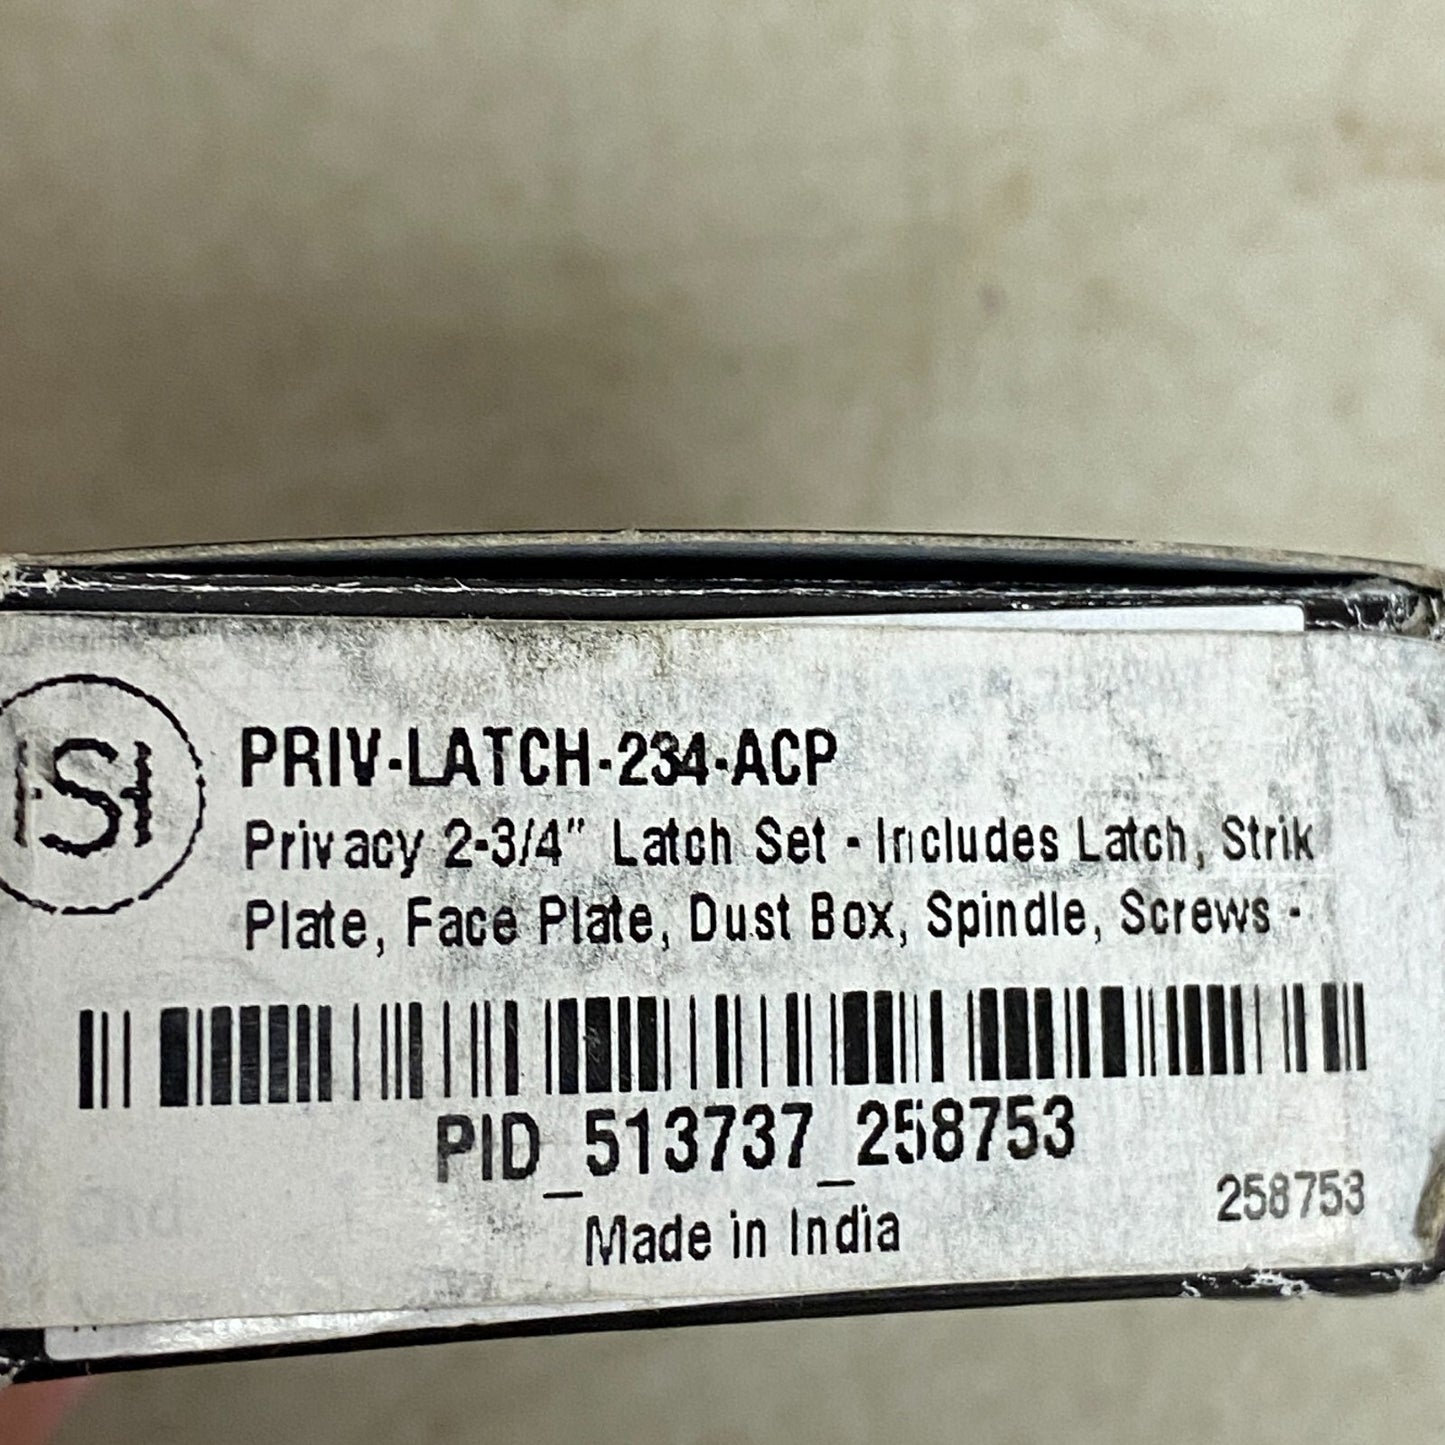 HSH
PRIV-LATCH-234-ACP
Privacy 2-3/4" Latch Set - Includes Latch, Strik
Plate, Face Plate, Dust Box, Spindle, Screws -
PID_513737_258753
258753
Made in India